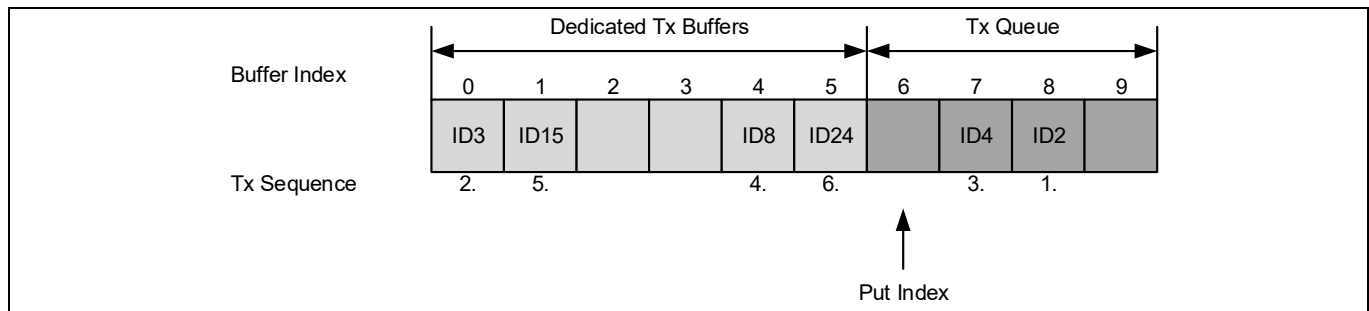 Dedicated Tx Buffers Tx Queue
Buffer Index
0 1 2 3 4 5 6 7 8 9
ID3 ID15 ID8 ID24 ID4 ID2
Tx Sequence 2. 5. 4. 6. 3. 1.
Put Index